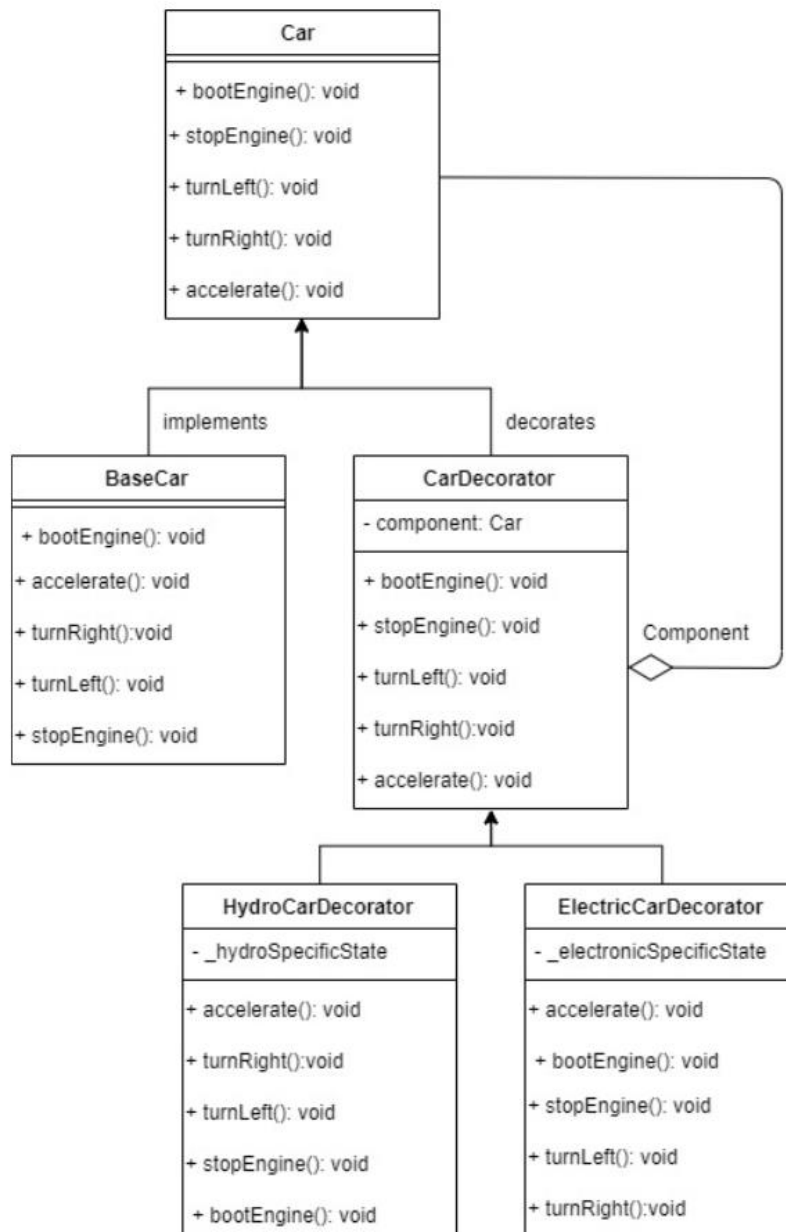 Car
+ bootEngine(): void
+ stopEngine(): void
+ turnLeft(): void
+ turnRight(): void
+ accelerate(): void
implements
decorates
BaseCar
+ bootEngine(): void
+ accelerate(): void
+ turnRight():void
+ turnLeft(): void
+ stopEngine(): void
CarDecorator
- component: Car
+ bootEngine(): void
+ stopEngine(): void
+ turnLeft(): void
+ turnRight():void
+ accelerate(): void
Component
HydroCarDecorator
- _hydroSpecificState
+ accelerate(): void
+ turnRight():void
+ turnLeft(): void
+ stopEngine(): void
+ bootEngine(): void
ElectricCarDecorator
- _electronicSpecificState
+ accelerate(): void
+ bootEngine(): void
+ stopEngine(): void
+ turnLeft(): void
+ turnRight():void